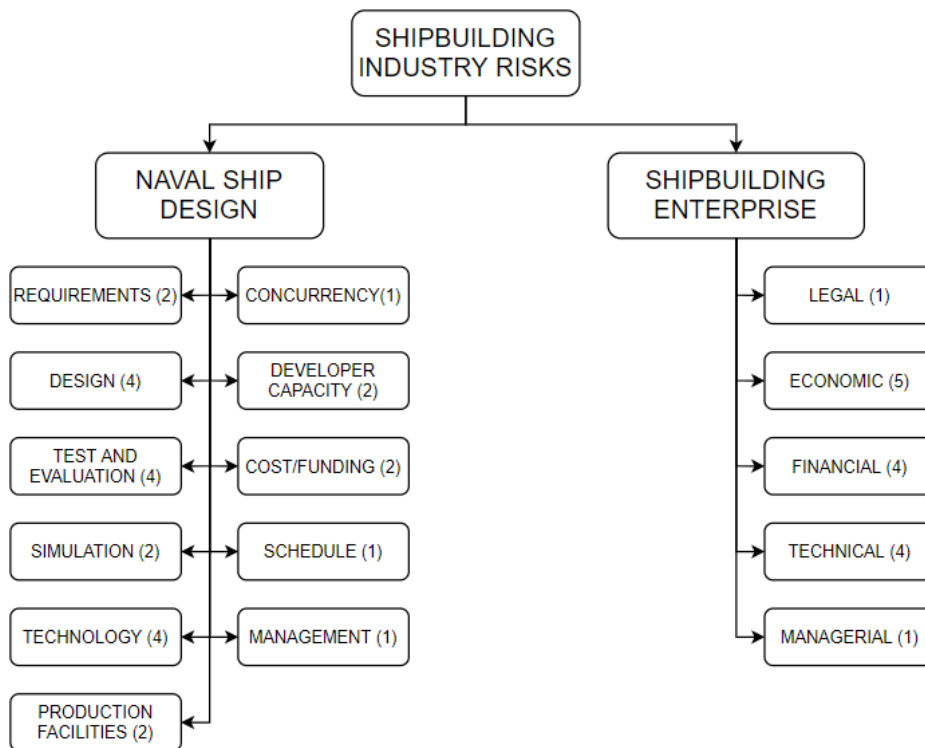 SHIPBUILDING
INDUSTRY RISKS
NAVAL SHIP
DESIGN
SHIPBUILDING
ENTERPRISE
REQUIREMENTS (2)
CONCURRENCY(1)
LEGAL (1)
DESIGN (4)
DEVELOPER
CAPACITY (2)
ECONOMIC (5)
TEST AND
EVALUATION (4)
COST/FUNDING (2)
FINANCIAL (4)
SIMULATION (2)
SCHEDULE (1)
TECHNICAL (4)
TECHNOLOGY (4)
MANAGEMENT (1)
MANAGERIAL (1)
PRODUCTION
FACILITIES (2)